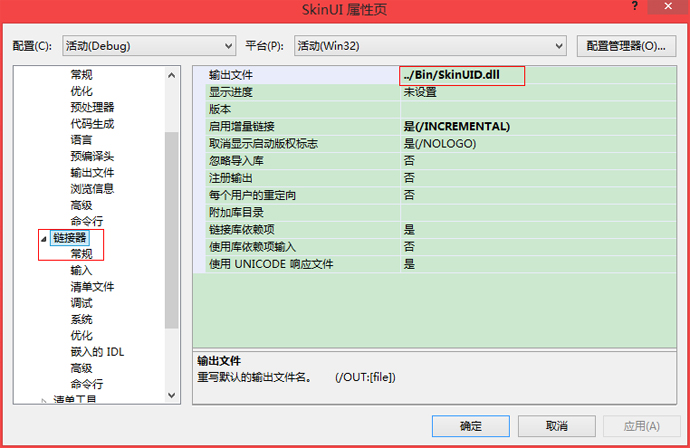 SkinUI 属性页
?
配置(C): 活动(Debug) 平台(P): 活动(Win32) 配置管理器(O)...
常规
优化
预处理器
代码生成
语言
预编译头
输出文件
浏览信息
高级
命令行
链接器
常规
输入
清单文件
调试
系统
优化
嵌入的 IDL
高级
命令行
清单工具
输出文件 ../Bin/SkinUID.dll
显示进度 未设置
版本
启用增量链接 是(/INCREMENTAL)
取消显示启动版权标志 是(/NOLOGO)
忽略导入库 否
注册输出 否
每个用户的重定向 否
附加库目录
链接库依赖项 是
使用库依赖项输入 否
使用 UNICODE 响应文件 是
输出文件
重写默认的输出文件名。 (/OUT:[file])
确定 取消 应用(A)